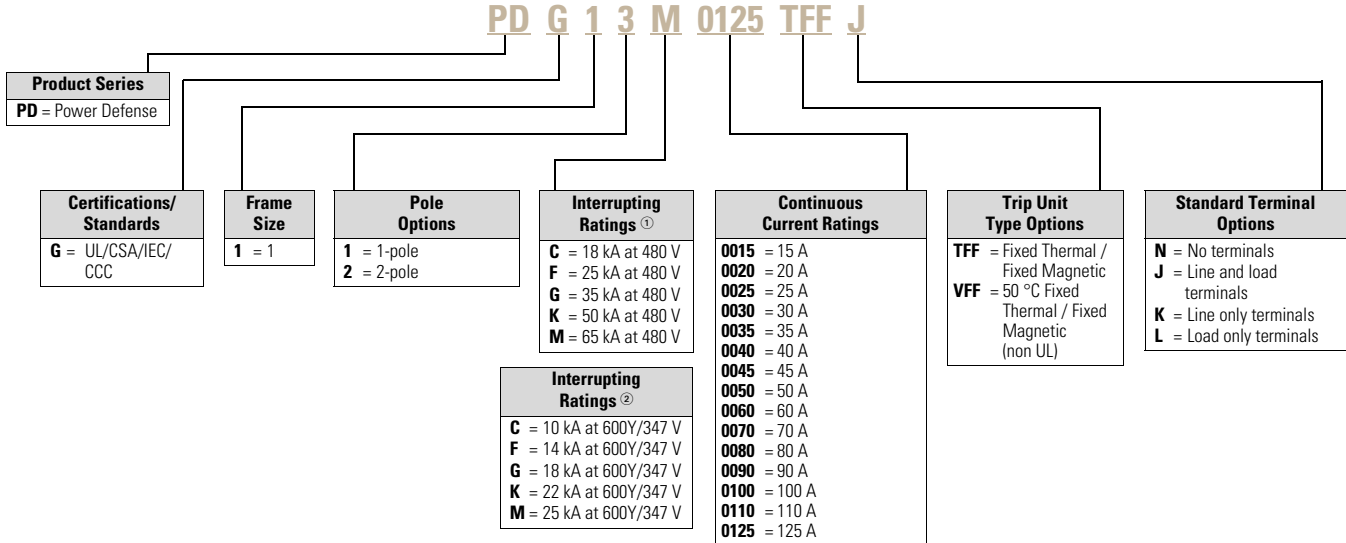 PD G 1 3 M 0125 TFF J
Product Series
PD = Power Defense
Certifications/
Standards
G = UL/CSA/IEC/
CCC
Frame
Size
1 = 1
Pole
Options
1 = 1-pole
2 = 2-pole
Interrupting
Ratings ①
C = 18 kA at 480 V
F = 25 kA at 480 V
G = 35 kA at 480 V
K = 50 kA at 480 V
M = 65 kA at 480 V
Interrupting
Ratings ②
C = 10 kA at 600Y/347 V
F = 14 kA at 600Y/347 V
G = 18 kA at 600Y/347 V
K = 22 kA at 600Y/347 V
M = 25 kA at 600Y/347 V
Continuous
Current Ratings
0015 = 15 A
0020 = 20 A
0025 = 25 A
0030 = 30 A
0035 = 35 A
0040 = 40 A
0045 = 45 A
0050 = 50 A
0060 = 60 A
0070 = 70 A
0080 = 80 A
0090 = 90 A
0100 = 100 A
0110 = 110 A
0125 = 125 A
Trip Unit
Type Options
TFF = Fixed Thermal /
Fixed Magnetic
VFF = 50 °C Fixed
Thermal / Fixed
Magnetic
(non UL)
Standard Terminal
Options
N = No terminals
J = Line and load
terminals
K = Line only terminals
L = Load only terminals